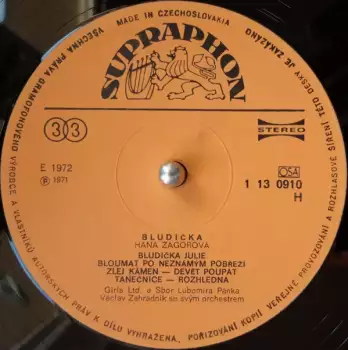 MADE IN CZECHOSLOVAKIA
VŠECHNA PRÁVA GRAMOFONOVÉHO VÝROBCE A VLASTNÍKŮ AUTORSKÝCH PRÁV K DÍLU VYHRAŽENA. POŘIZOVÁNÍ KOPIÍ VEŘEJNÉ PROVOZOVÁNÍ A ROZHLASOVÉ ŠÍŘENÍ TÉTO DESKY JE ZAKÁZÁNO
SUPRAPHON
33
STEREO
E 1972
Ⓟ 1971
OSA
1 13 0910
H
BLUDIČKA
HANA ZAGOROVÁ
BLUDIČKA JULIE
BLOUMAT PO NEZNÁMÝM POBŘEŽÍ
ZLEJ KÁMEN — DEVĚT POUPAT
TANEČNICE — ROZHLEDNA
Girls Ltd. a Sbor Lubomíra Pánka
Václav Zahradník se svým orchestrem